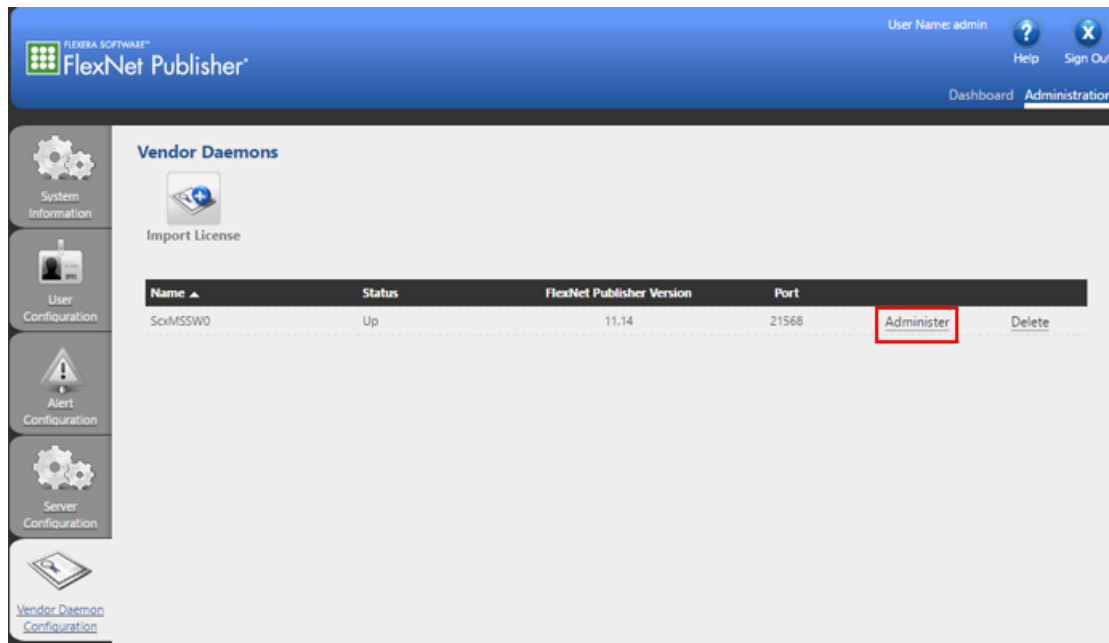 User Name: admin
FLEXERA SOFTWARE™
FlexNet Publisher®
Help
Sign Out
Dashboard Administration
System
Information
User
Configuration
Alert
Configuration
Server
Configuration
Vendor Daemon
Configuration
Vendor Daemons
Import License
Name ▲ Status FlexNet Publisher Version Port
ScxMSSW0 Up 11.14 21568 Administer Delete